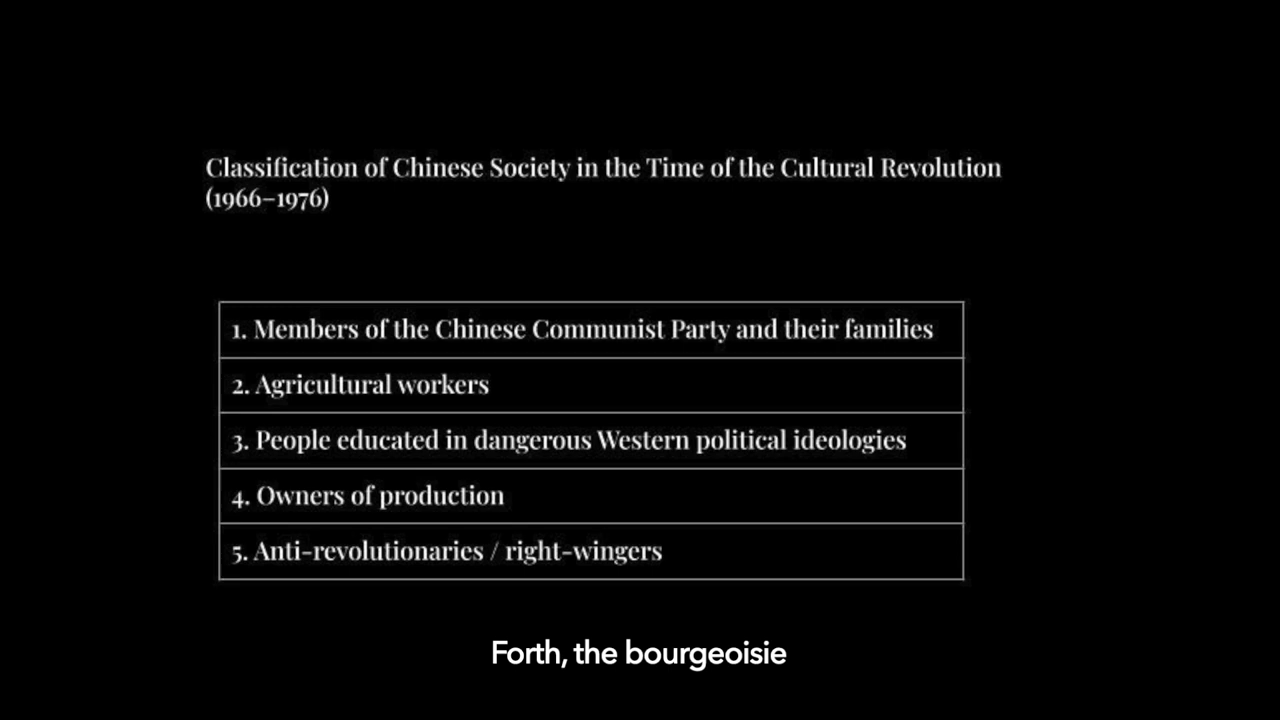 Classification of Chinese Society in the Time of the Cultural Revolution
(1966–1976)
1. Members of the Chinese Communist Party and their families
2. Agricultural workers
3. People educated in dangerous Western political ideologies
4. Owners of production
5. Anti-revolutionaries / right-wingers
Forth, the bourgeoisie